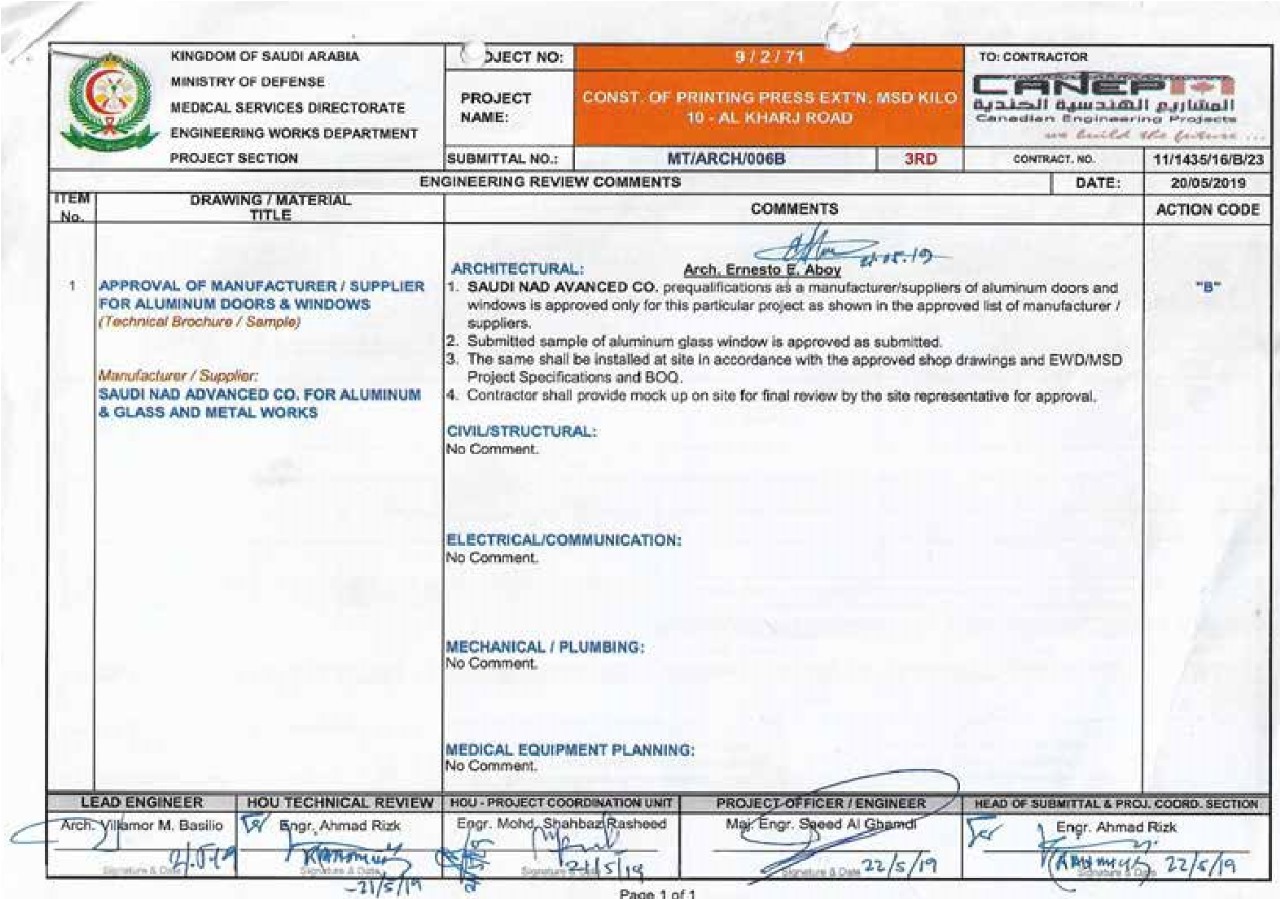 KINGDOM OF SAUDI ARABIA
MINISTRY OF DEFENSE
MEDICAL SERVICES DIRECTORATE
ENGINEERING WORKS DEPARTMENT
PROJECT SECTION
OJECT NO:
9 / 2 / 71
PROJECT NAME:
CONST. OF PRINTING PRESS EXT'N. MSD KILO
10 - AL KHARJ ROAD
SUBMITTAL NO.: MT/ARCH/006B 3RD
TO: CONTRACTOR
CANEP
المشاريع الهندسية الكندية
Canadian Engineering Projects
we build the future ...
CONTRACT. NO. 11/1435/16/B/23
ENGINEERING REVIEW COMMENTS
DATE: 20/05/2019
ITEM No.
DRAWING / MATERIAL TITLE
COMMENTS
ACTION CODE
1
APPROVAL OF MANUFACTURER / SUPPLIER
FOR ALUMINUM DOORS & WINDOWS
(Technical Brochure / Sample)
Manufacturer / Supplier:
SAUDI NAD ADVANCED CO. FOR ALUMINUM
& GLASS AND METAL WORKS
ARCHITECTURAL: Arch. Ernesto E. Aboy
1. SAUDI NAD AVANCED CO. prequalifications as a manufacturer/suppliers of aluminum doors and
windows is approved only for this particular project as shown in the approved list of manufacturer /
suppliers.
2. Submitted sample of aluminum glass window is approved as submitted.
3. The same shall be installed at site in accordance with the approved shop drawings and EWD/MSD
Project Specifications and BOQ.
4. Contractor shall provide mock up on site for final review by the site representative for approval.
"B"
CIVIL/STRUCTURAL:
No Comment.
ELECTRICAL/COMMUNICATION:
No Comment.
MECHANICAL / PLUMBING:
No Comment.
MEDICAL EQUIPMENT PLANNING:
No Comment.
LEAD ENGINEER
Arch. Villamor M. Basilio
Signature & Date
HOU TECHNICAL REVIEW
Engr. Ahmad Rizk
Signature & Date
21/5/19
HOU - PROJECT COORDINATION UNIT
Engr. Mohd. Shahbaz Rasheed
21/5/19
Signature & Date
PROJECT OFFICER / ENGINEER
Maj. Engr. Saeed Al Ghamdi
22/5/19
Signature & Date
HEAD OF SUBMITTAL & PROJ. COORD. SECTION
Engr. Ahmad Rizk
22/5/19
Signature & Date
Page 1 of 1